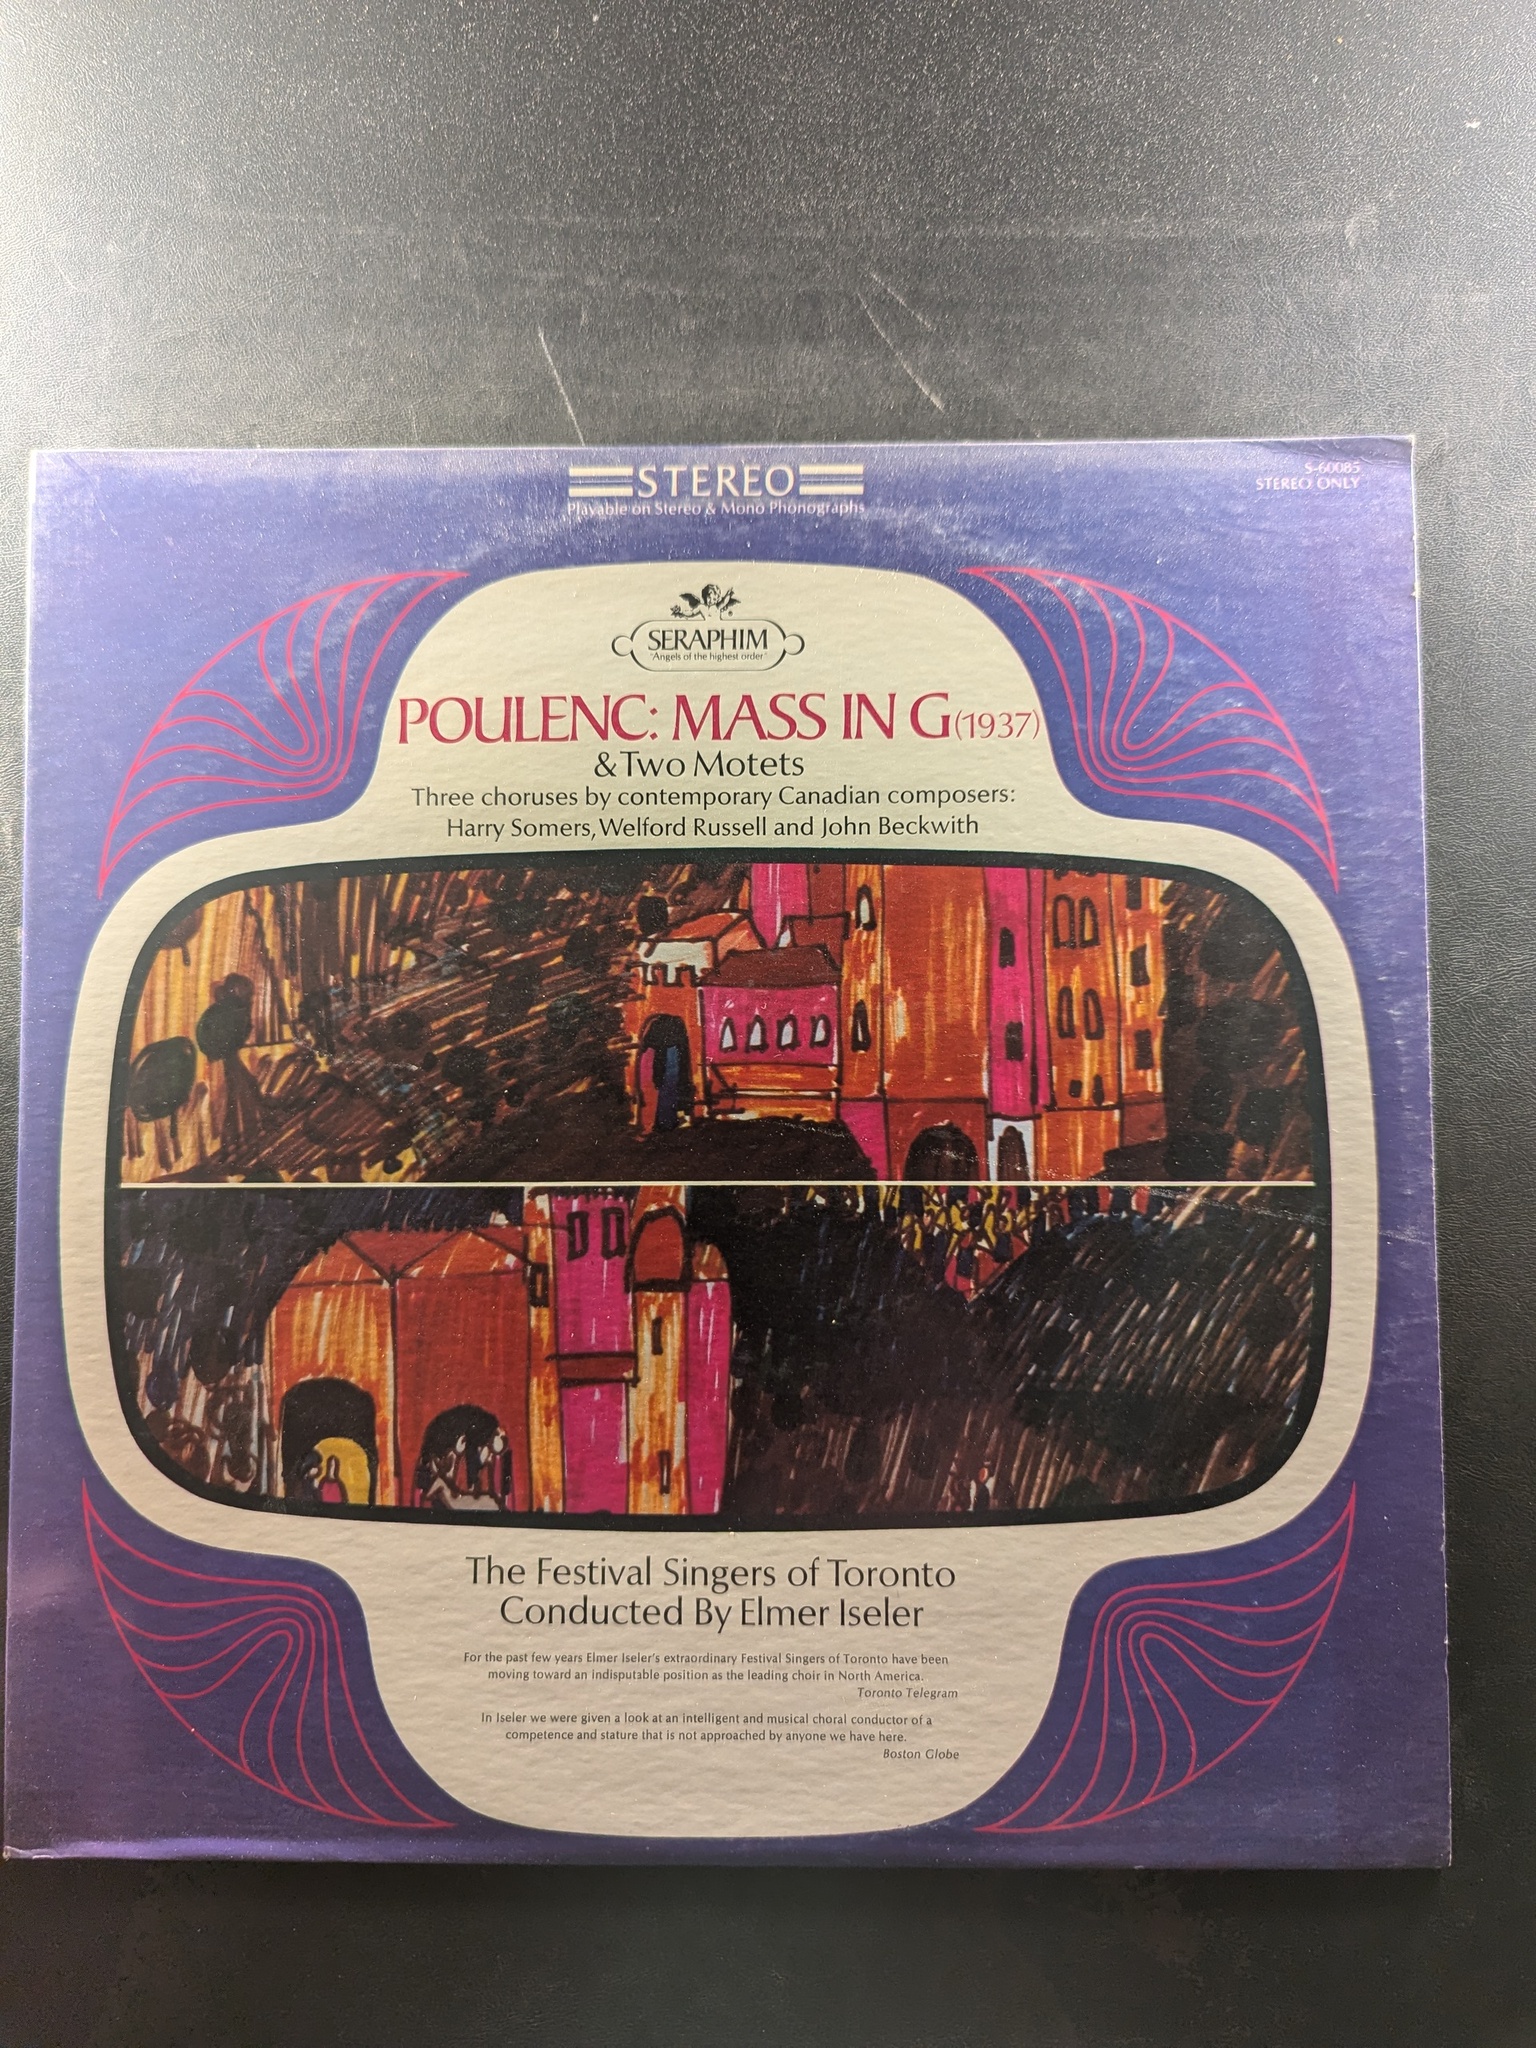 STEREO
Playable on Stereo & Mono Phonographs
S-60085
STEREO ONLY
SERAPHIM
"Angels of the highest order"
POULENC: MASS IN G (1937)
& Two Motets
Three choruses by contemporary Canadian composers:
Harry Somers, Welford Russell and John Beckwith
The Festival Singers of Toronto
Conducted By Elmer Iseler
For the past few years Elmer Iseler's extraordinary Festival Singers of Toronto have been
moving toward an indisputable position as the leading choir in North America.
Toronto Telegram
In Iseler we were given a look at an intelligent and musical choral conductor of a
competence and stature that is not approached by anyone we have here.
Boston Globe